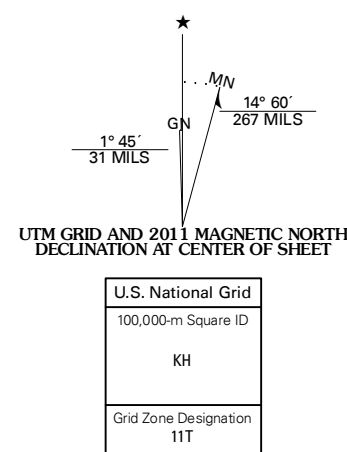 MN
14° 60´
267 MILS
GN
1° 45´
31 MILS
UTM GRID AND 2011 MAGNETIC NORTH
DECLINATION AT CENTER OF SHEET
U.S. National Grid
100,000-m Square ID
KH
Grid Zone Designation
11T